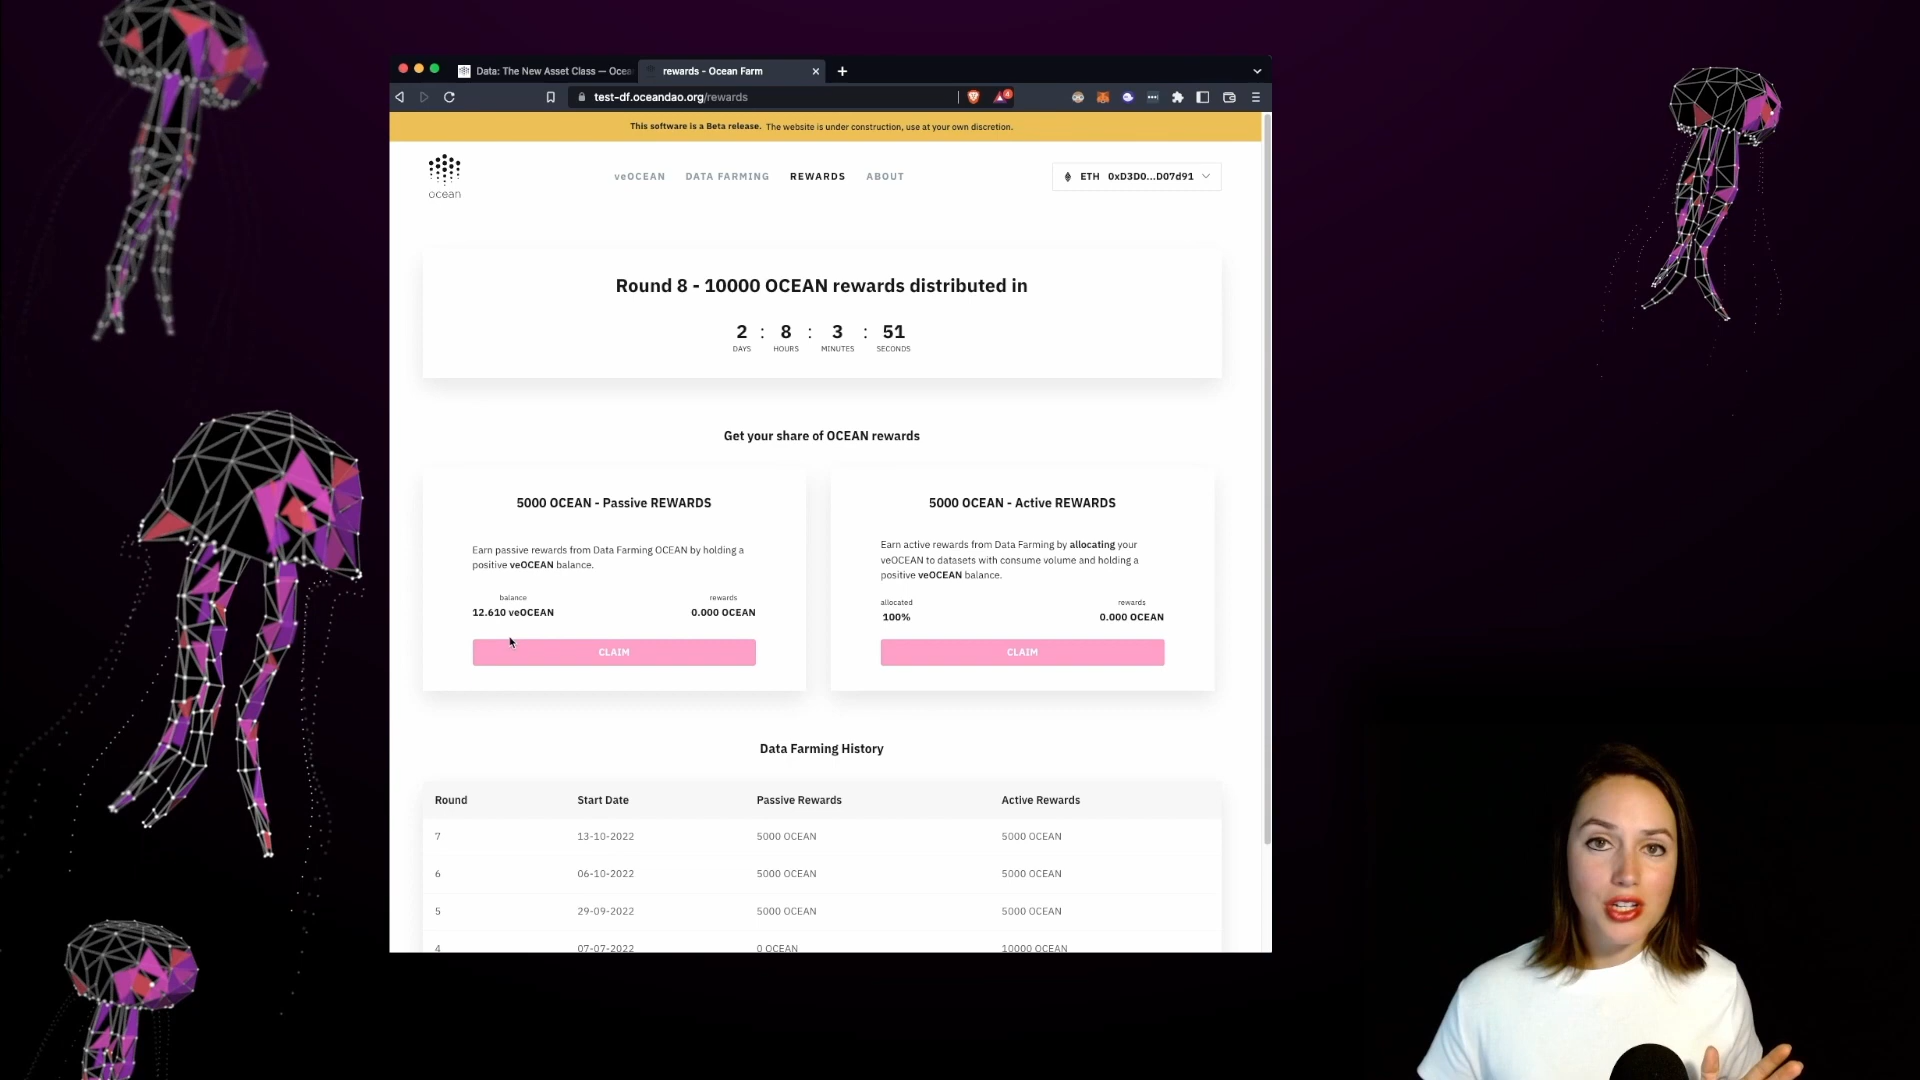 Data: The New Asset Class — Ocea
rewards - Ocean Farm
test-df.oceandao.org/rewards
4
This software is a Beta release. The website is under construction, use at your own discretion.
ocean
veOCEAN
DATA FARMING
REWARDS
ABOUT
ETH 0xD3D0...D07d91
Round 8 - 10000 OCEAN rewards distributed in
2 : 8 : 3 : 51
DAYS HOURS MINUTES SECONDS
Get your share of OCEAN rewards
5000 OCEAN - Passive REWARDS
Earn passive rewards from Data Farming OCEAN by holding a
positive veOCEAN balance.
balance rewards
12.610 veOCEAN 0.000 OCEAN
CLAIM
5000 OCEAN - Active REWARDS
Earn active rewards from Data Farming by allocating your
veOCEAN to datasets with consume volume and holding a
positive veOCEAN balance.
allocated rewards
100% 0.000 OCEAN
CLAIM
Data Farming History
Round Start Date Passive Rewards Active Rewards
7 13-10-2022 5000 OCEAN 5000 OCEAN
6 06-10-2022 5000 OCEAN 5000 OCEAN
5 29-09-2022 5000 OCEAN 5000 OCEAN
4 07-07-2022 0 OCEAN 10000 OCEAN